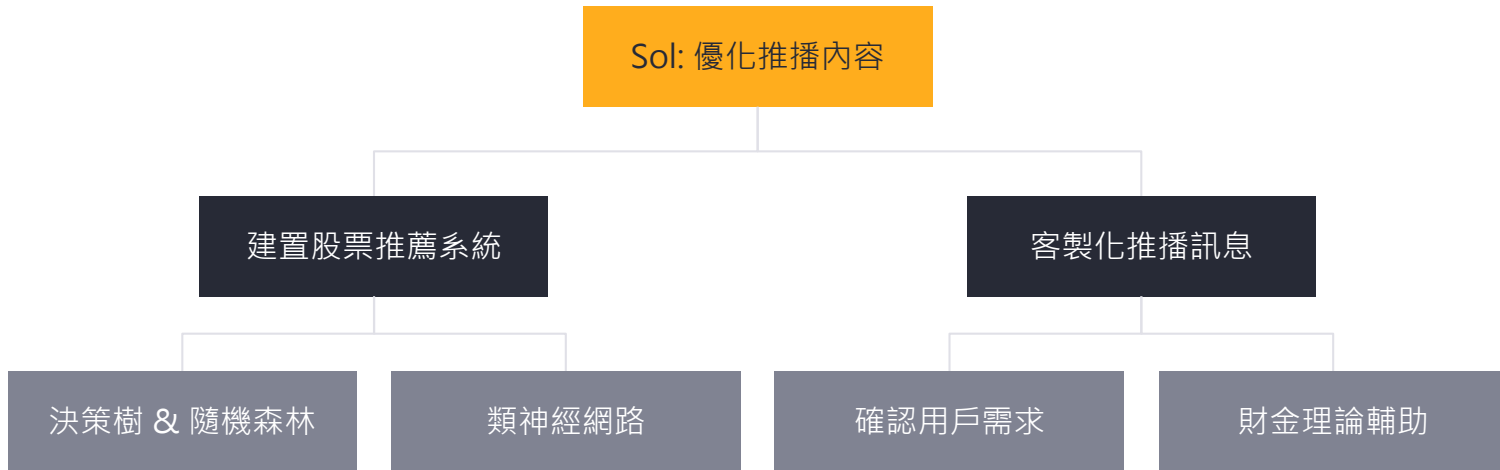 Sol: 優化推播內容
建置股票推薦系統
客製化推播訊息
決策樹 & 隨機森林
類神經網路
確認用戶需求
財金理論輔助